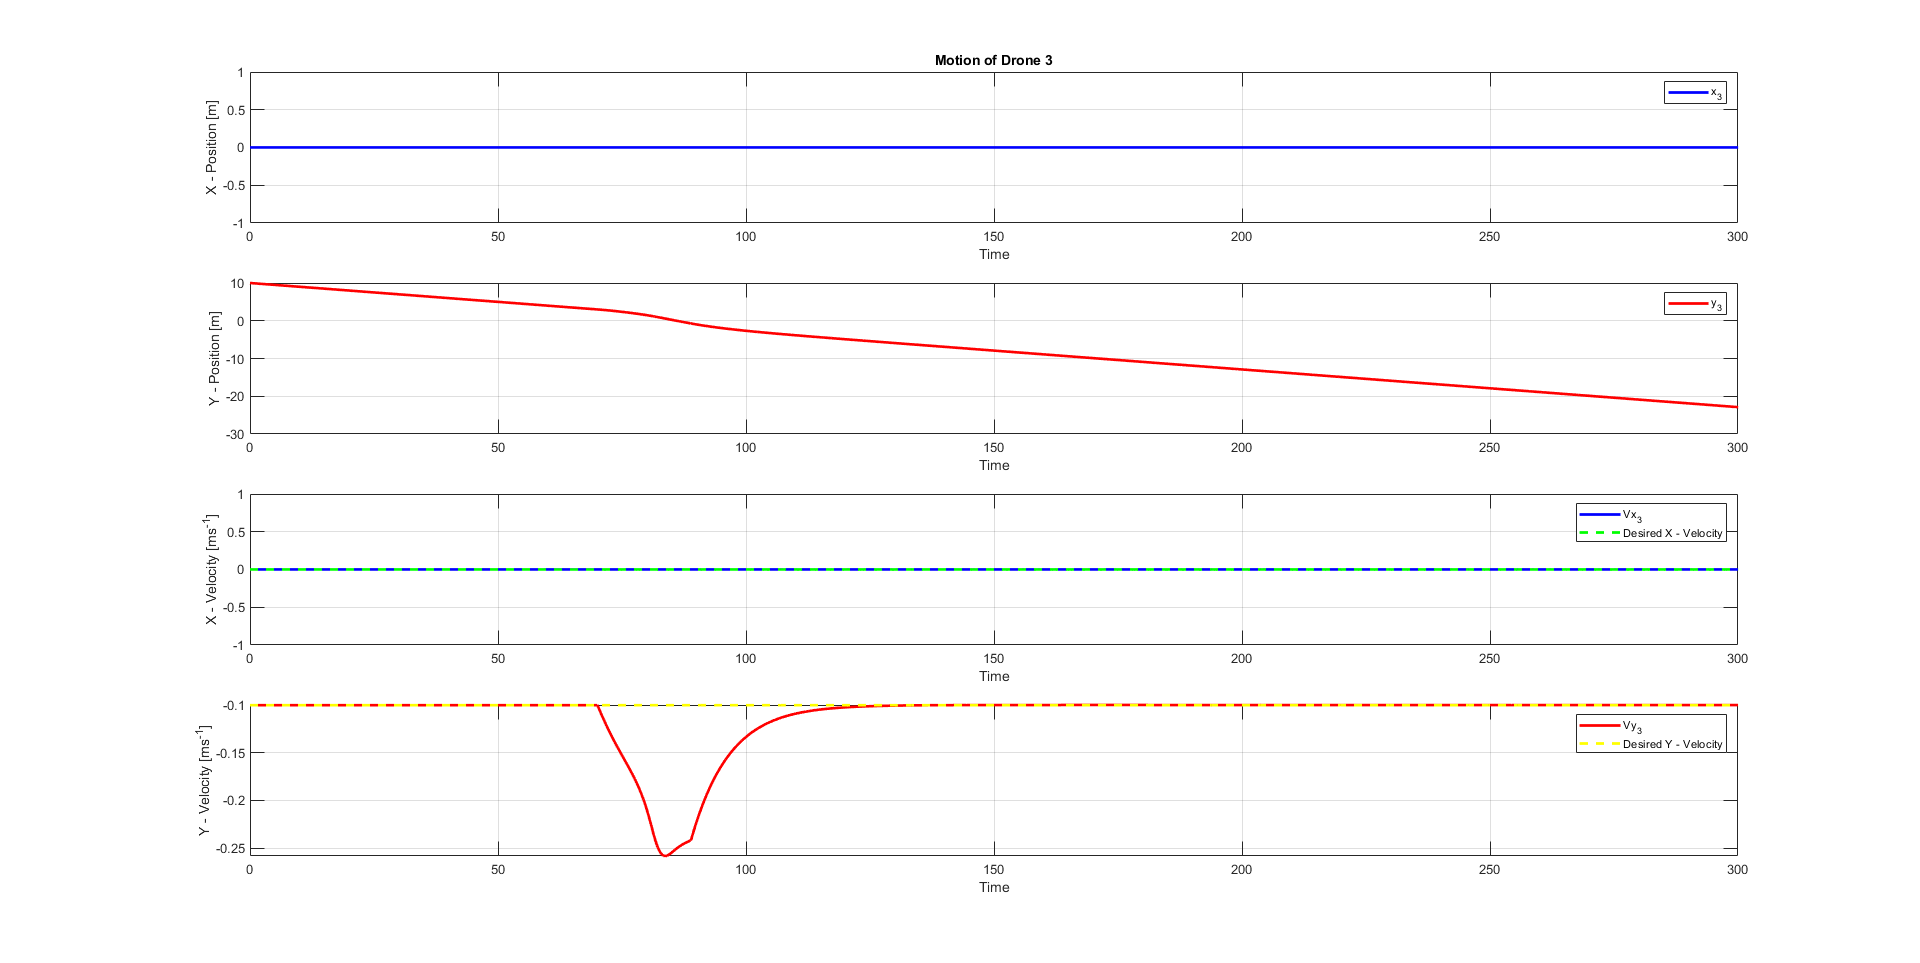 Motion of Drone 3
X - Position [m]
1
0.5
0
-0.5
-1
0 50 100 150 200 250 300
Time
x3
Y - Position [m]
10
0
-10
-20
-30
0 50 100 150 200 250 300
Time
y3
X - Velocity [ms-1]
1
0.5
0
-0.5
-1
0 50 100 150 200 250 300
Time
Vx3
Desired X - Velocity
Y - Velocity [ms-1]
-0.1
-0.15
-0.2
-0.25
0 50 100 150 200 250 300
Time
Vy3
Desired Y - Velocity